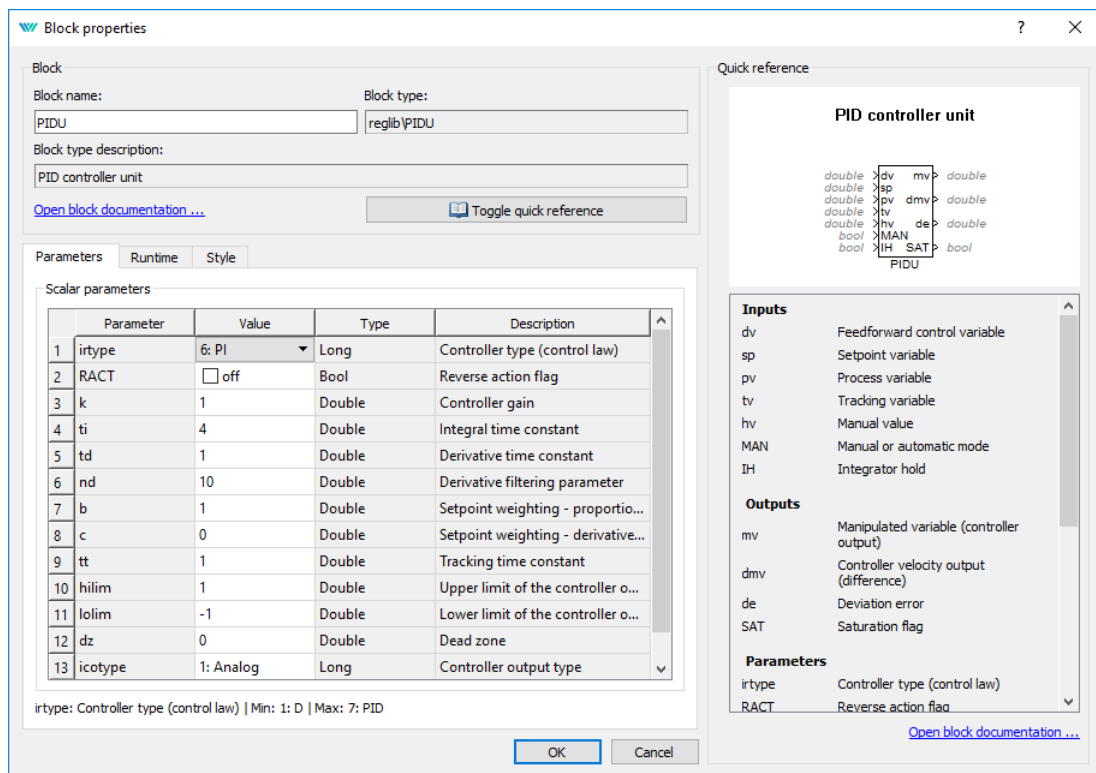 Block properties
?
Block
Block name:
Block type:
PIDU
reglib\PIDU
Block type description:
PID controller unit
Open block documentation ...
Toggle quick reference
Parameters
Runtime
Style
Scalar parameters
Parameter Value Type Description
1 irtype 6: PI Long Controller type (control law)
2 RACT off Bool Reverse action flag
3 k 1 Double Controller gain
4 ti 4 Double Integral time constant
5 td 1 Double Derivative time constant
6 nd 10 Double Derivative filtering parameter
7 b 1 Double Setpoint weighting - proportio...
8 c 0 Double Setpoint weighting - derivative...
9 tt 1 Double Tracking time constant
10 hilim 1 Double Upper limit of the controller o...
11 lolim -1 Double Lower limit of the controller o...
12 dz 0 Double Dead zone
13 icotype 1: Analog Long Controller output type
irtype: Controller type (control law) | Min: 1: D | Max: 7: PID
OK
Cancel
Quick reference
PID controller unit
double dv mv double
double sp
double pv dmv double
double tv
double hv de double
bool MAN
bool IH SAT bool
PIDU
Inputs
dv Feedforward control variable
sp Setpoint variable
pv Process variable
tv Tracking variable
hv Manual value
MAN Manual or automatic mode
IH Integrator hold
Outputs
mv Manipulated variable (controller
output)
dmv Controller velocity output
(difference)
de Deviation error
SAT Saturation flag
Parameters
irtype Controller type (control law)
RACT Reverse action flag
Open block documentation ...